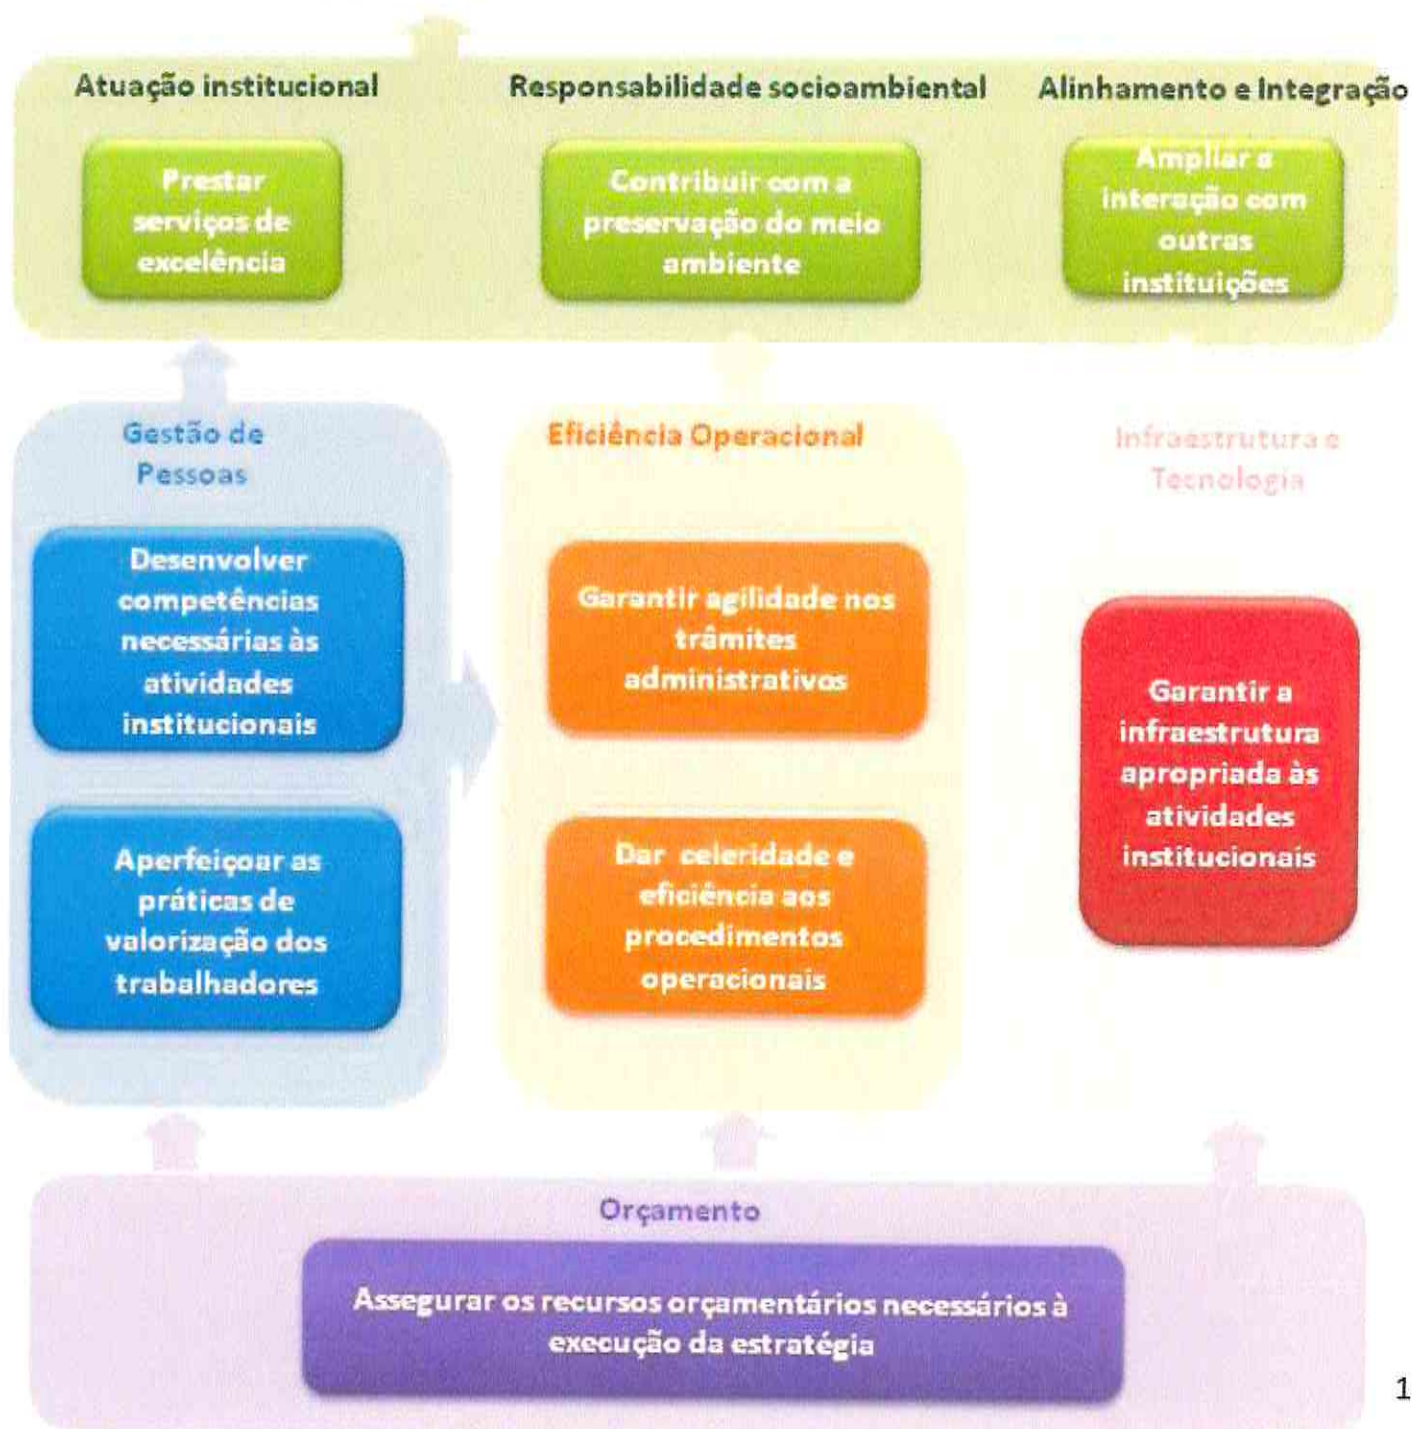 Atuação institucional
Responsabilidade socioambiental
Alinhamento e Integração
Prestar
serviços de
excelência
Contribuir com a
preservação do meio
ambiente
Ampliar a
interação com
outras
instituições
Gestão de
Pessoas
Desenvolver
competências
necessárias às
atividades
institucionais
Aperfeiçoar as
práticas de
valorização dos
trabalhadores
Eficiência Operacional
Garantir agilidade nos
trâmites
administrativos
Dar celeridade e
eficiência aos
procedimentos
operacionais
Infraestrutura e
Tecnologia
Garantir a
infraestrutura
apropriada às
atividades
institucionais
Orçamento
Assegurar os recursos orçamentários necessários à
execução da estratégia
1